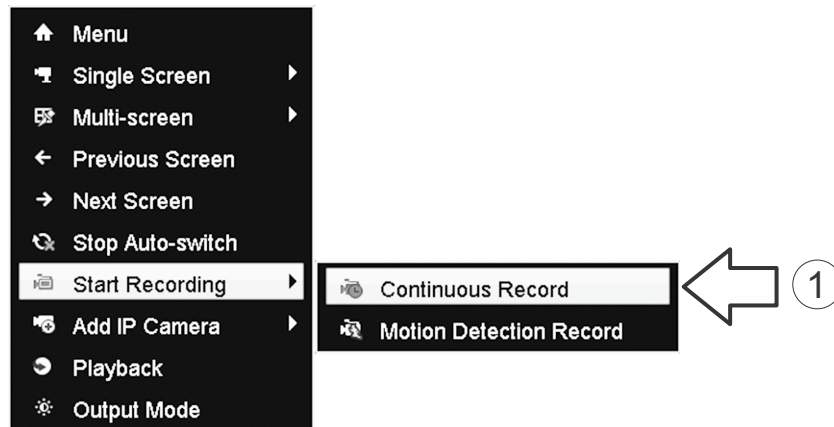 Menu
Single Screen
Multi-screen
Previous Screen
Next Screen
Stop Auto-switch
Start Recording
Continuous Record
1
Add IP Camera
Motion Detection Record
Playback
Output Mode